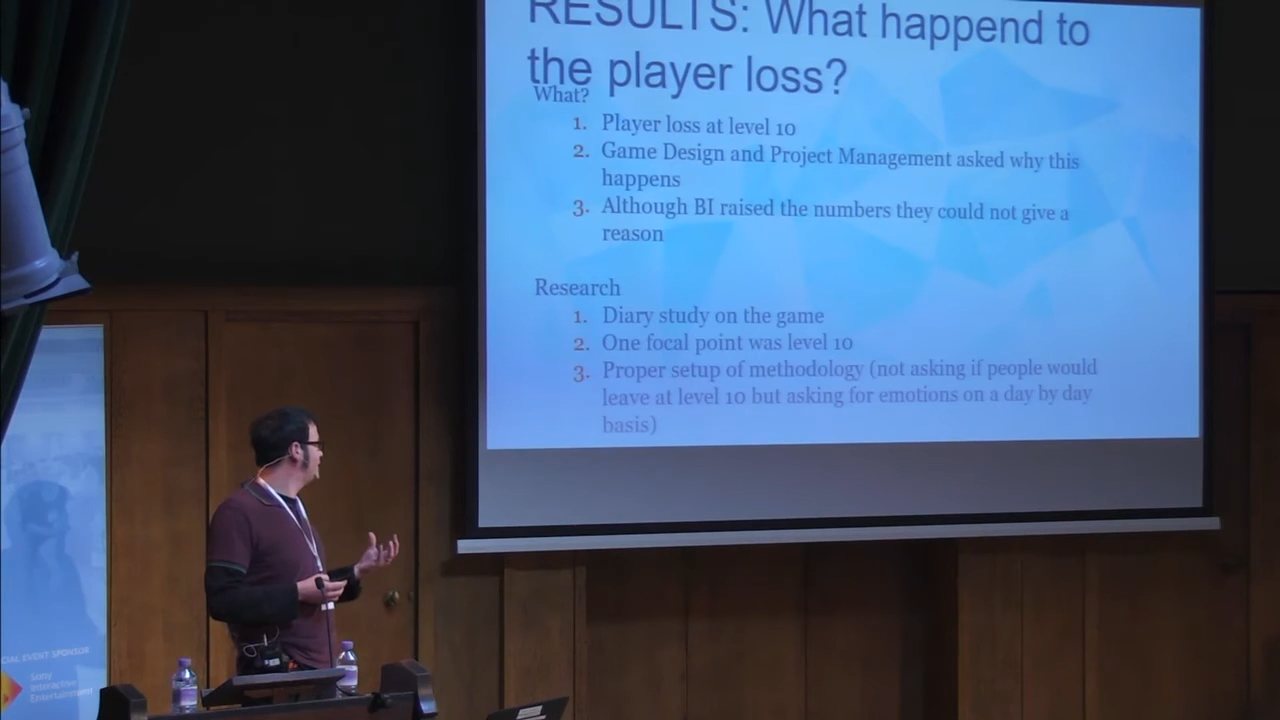 RESULTS: What happend to
the player loss?
What?
1. Player loss at level 10
2. Game Design and Project Management asked why this
happens
3. Although BI raised the numbers they could not give a
reason
Research
1. Diary study on the game
2. One focal point was level 10
3. Proper setup of methodology (not asking if people would
leave at level 10 but asking for emotions on a day by day
basis)
CIAL EVENT SPONSOR
Sony
Interactive
Entertainment